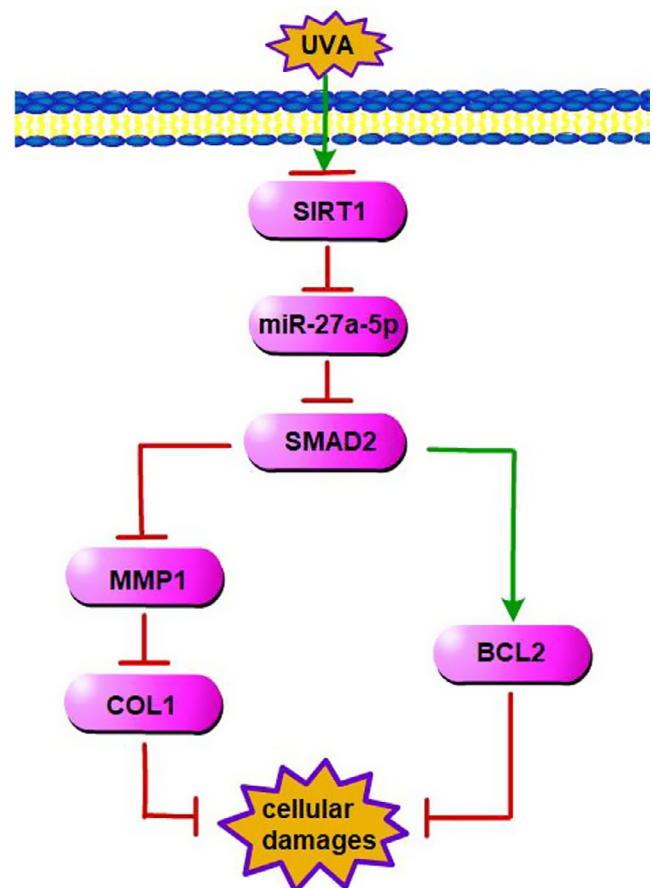 UVA
SIRT1
miR-27a-5p
SMAD2
MMP1
BCL2
COL1
cellular
damages